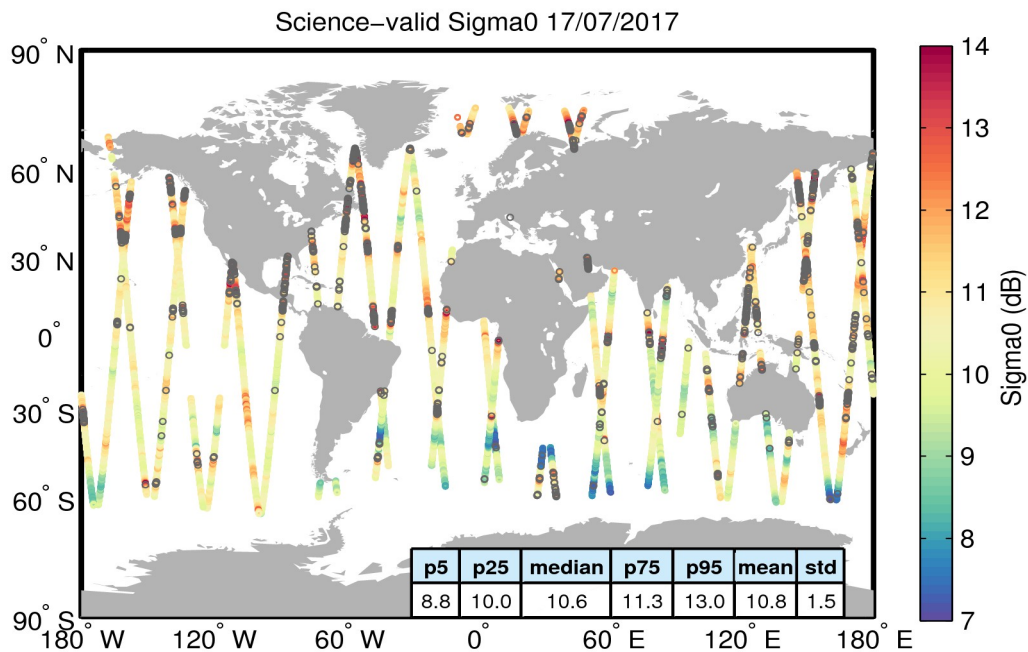 Science-valid Sigma0 17/07/2017
90° N
60° N
30° N
0°
30° S
60° S
90° S
180° W
120° W
60° W
0°
60° E
120° E
180° E
p5 p25 median p75 p95 mean std
8.8 10.0 10.6 11.3 13.0 10.8 1.5
14
13
12
11
10
9
8
7
Sigma0 (dB)